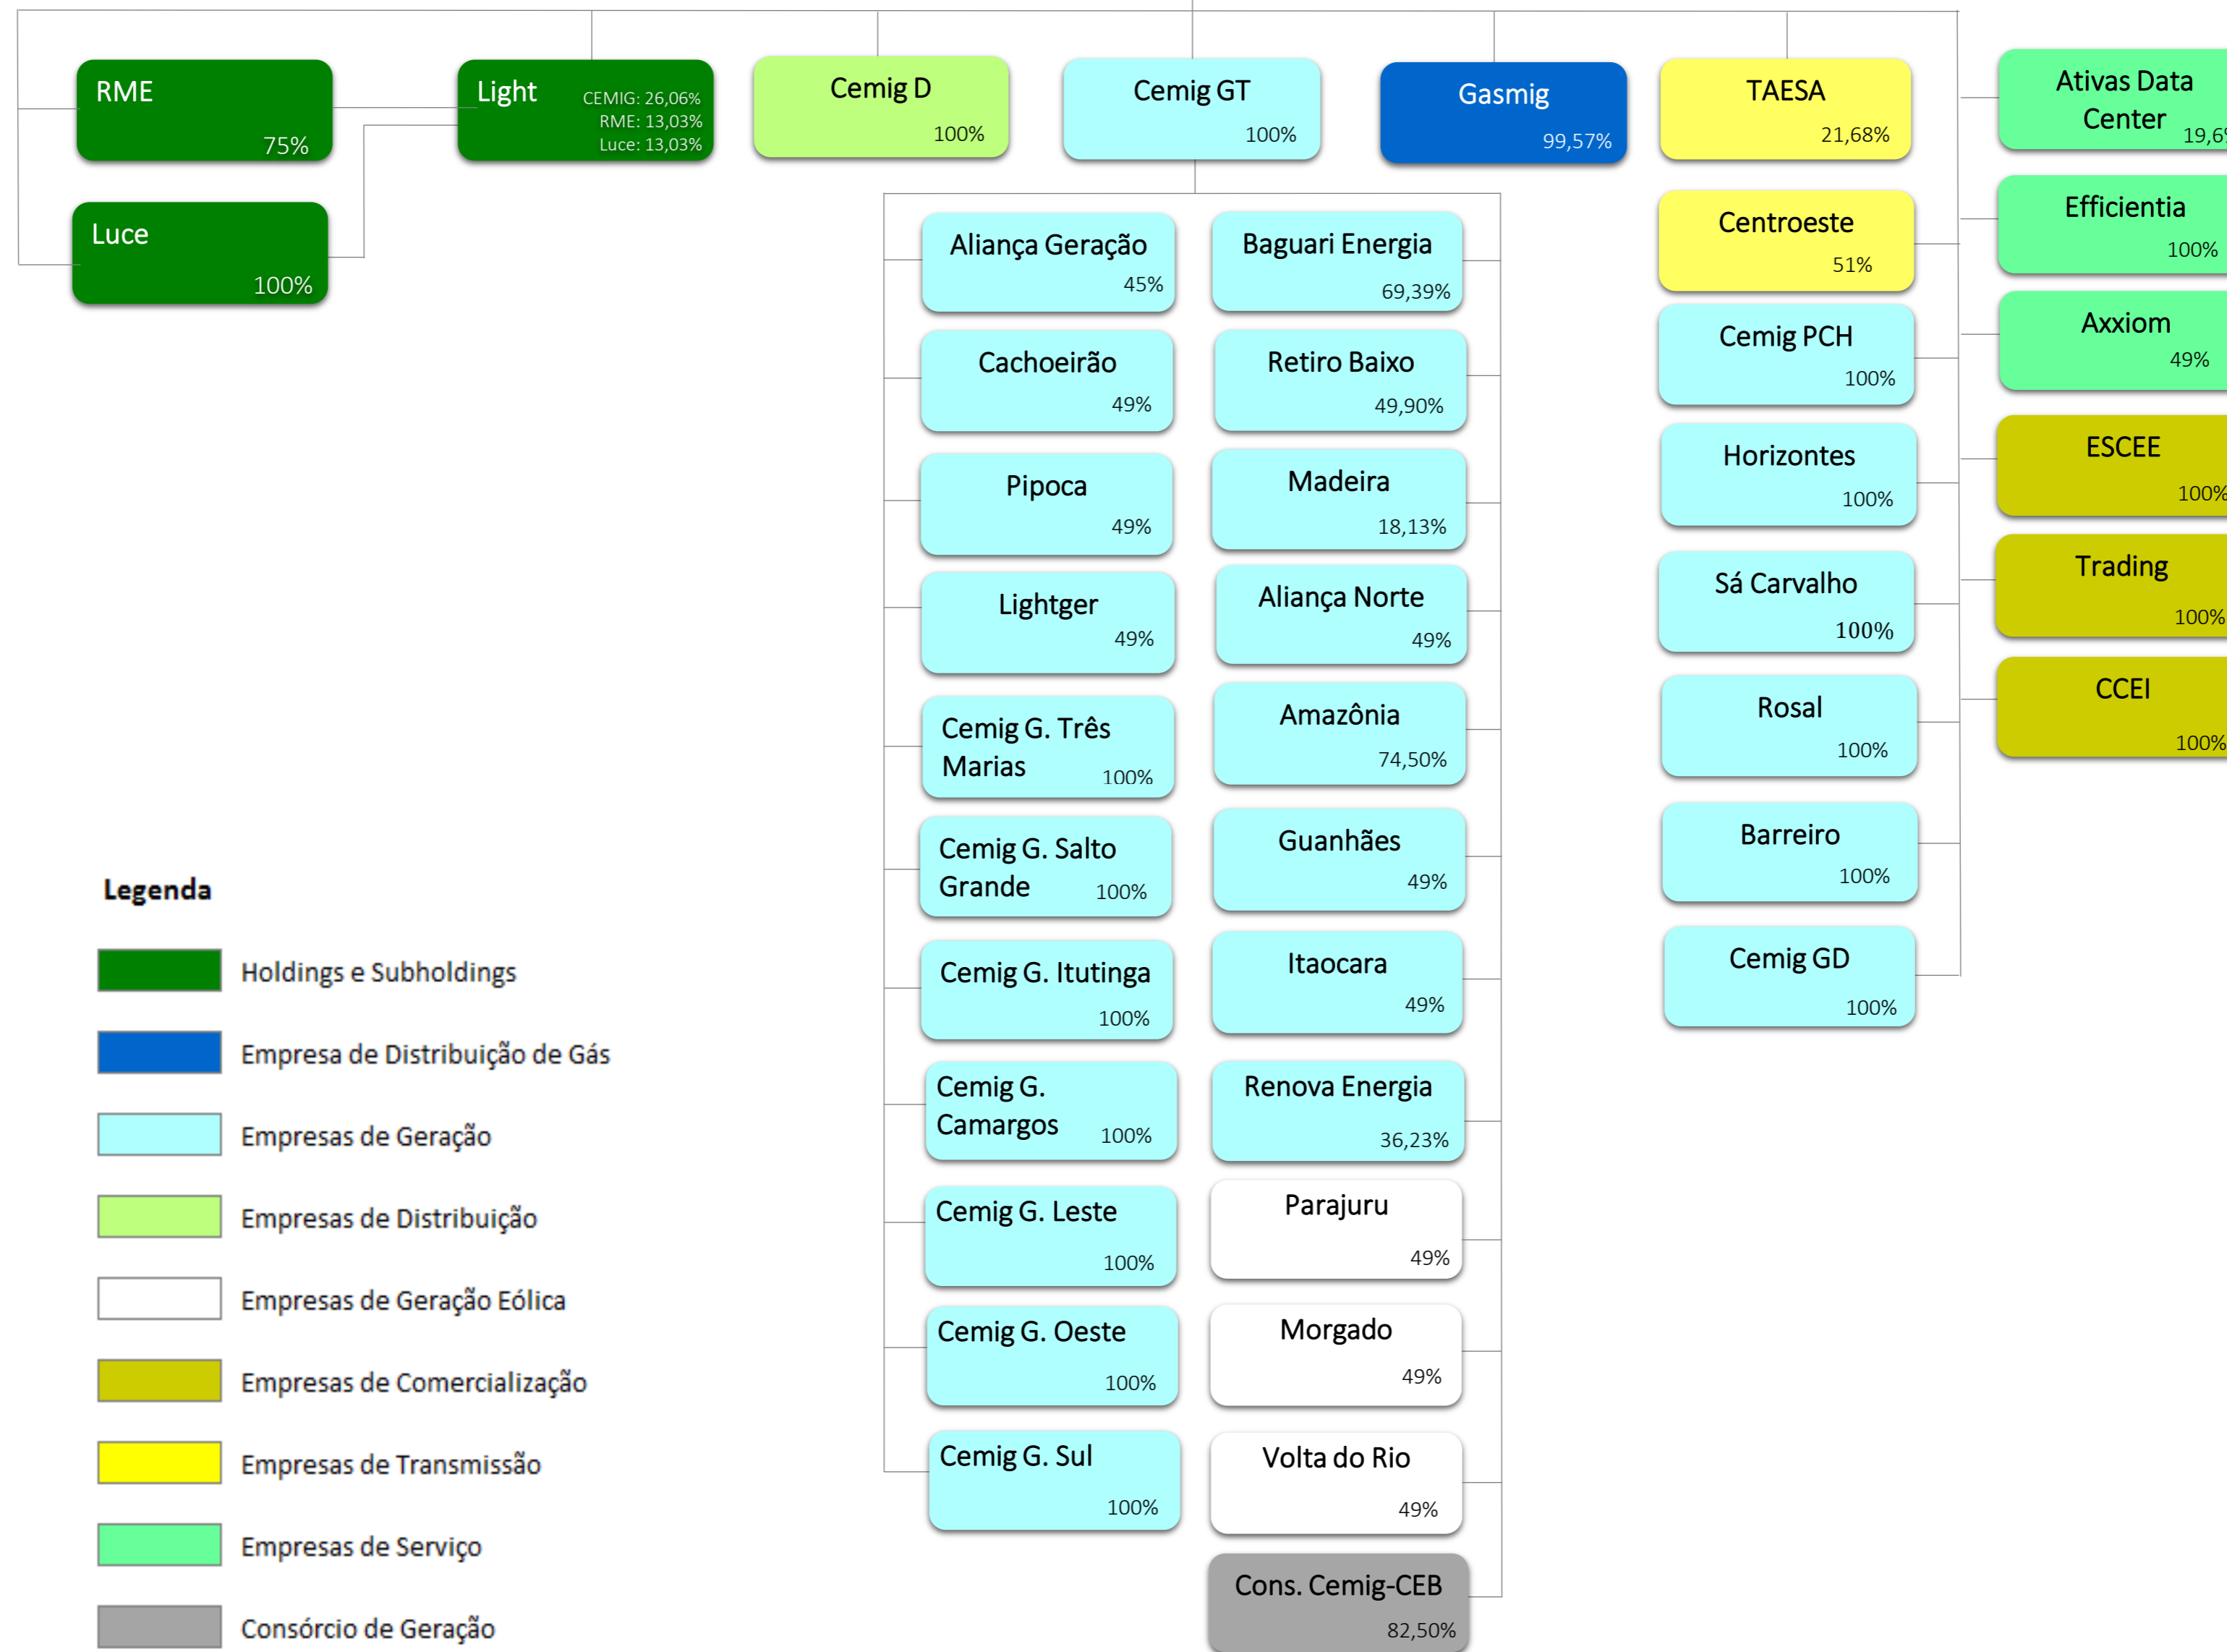 RME
75%
Light
CEMIG: 26,06%
RME: 13,03%
Luce: 13,03%
Cemig D
100%
Cemig GT
100%
Gasmig
99,57%
TAESA
21,68%
Ativas Data
Center
19,6
Luce
100%
Centroeste
51%
Efficientia
100%
Aliança Geração
45%
Baguari Energia
69,39%
Cemig PCH
100%
Axxiom
49%
Cachoeirão
49%
Retiro Baixo
49,90%
Horizontes
100%
ESCEE
100%
Pipoca
49%
Madeira
18,13%
Sá Carvalho
100%
Trading
100%
Lightger
49%
Aliança Norte
49%
Rosal
100%
CCEI
100%
Cemig G. Três
Marias
100%
Amazônia
74,50%
Barreiro
100%
Cemig G. Salto
Grande
100%
Guanhães
49%
Cemig GD
100%
Cemig G. Itutinga
100%
Itaocara
49%
Cemig G.
Camargos
100%
Renova Energia
36,23%
Cemig G. Leste
100%
Parajuru
49%
Cemig G. Oeste
100%
Morgado
49%
Cemig G. Sul
100%
Volta do Rio
49%
Cons. Cemig-CEB
82,50%
Legenda
Holdings e Subholdings
Empresa de Distribuição de Gás
Empresas de Geração
Empresas de Distribuição
Empresas de Geração Eólica
Empresas de Comercialização
Empresas de Transmissão
Empresas de Serviço
Consórcio de Geração